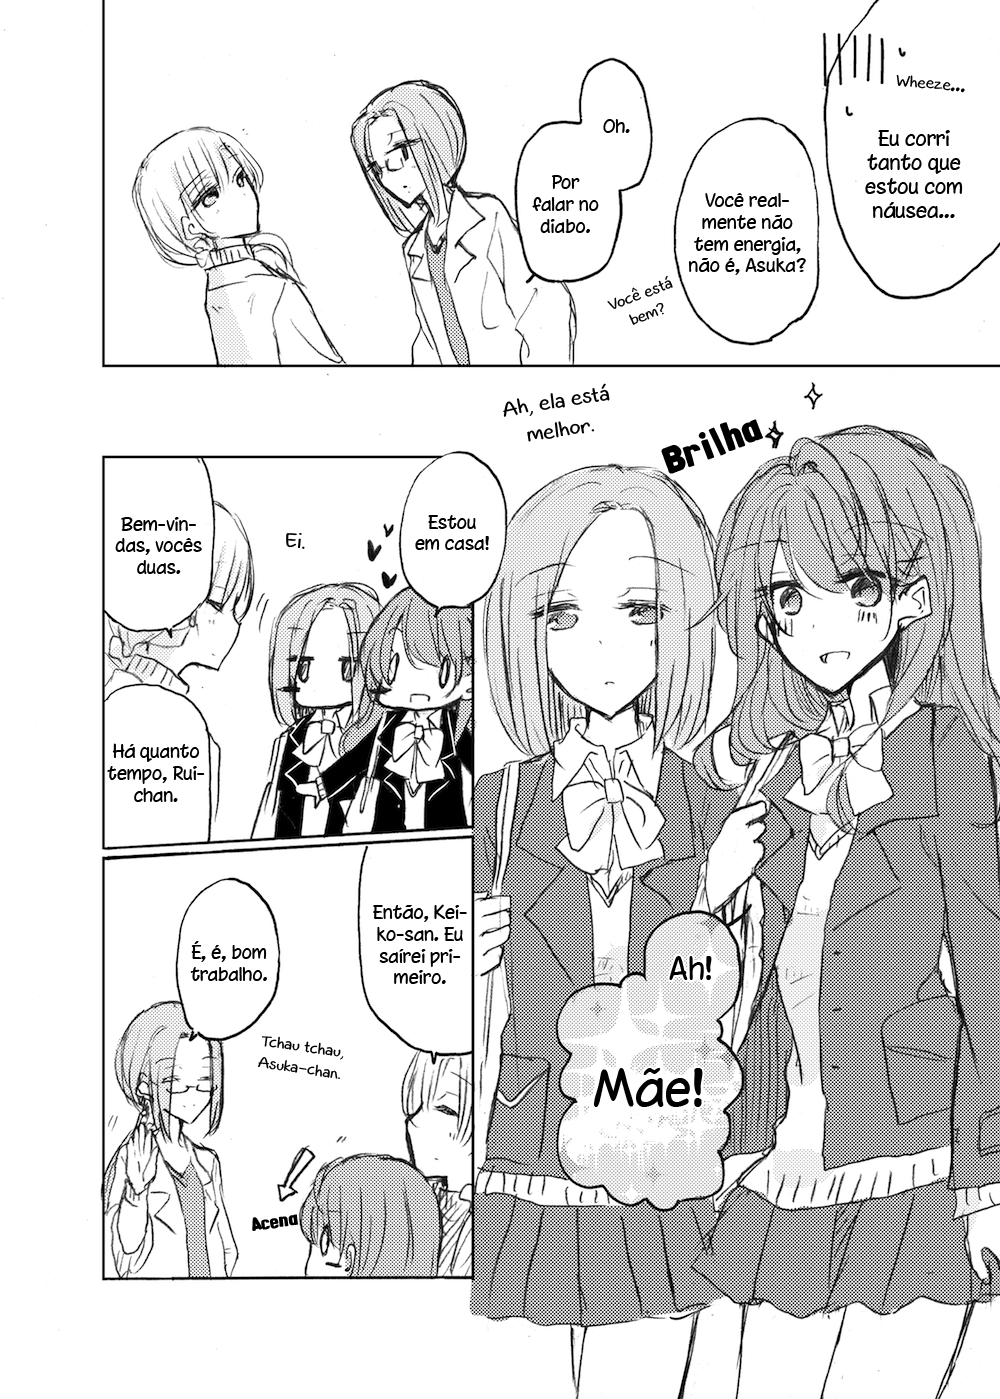 Wheeze...
Eu corri
tanto que
estou com
náusea...
Você real-
mente não
tem energia,
não é, Asuka?
Você está
bem?
Oh.
Por
falar no
diabo.
Ah, ela está
melhor.
Brilha
Ah!
Mãe!
Estou
em casa!
Ei.
Bem-vin-
das, vocês
duas.
Há quanto
tempo, Rui-
chan.
Então, Kei-
ko-san. Eu
saírei pri-
meiro.
É, é, bom
trabalho.
Tchau tchau,
Asuka-chan.
Acena